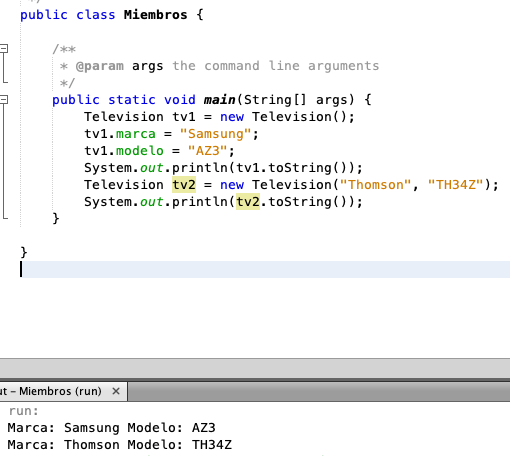 */
public class Miembros {
/**
* @param args the command line arguments
*/
public static void main(String[] args) {
Television tv1 = new Television();
tv1.marca = "Samsung";
tv1.modelo = "AZ3";
System.out.println(tv1.toString());
Television tv2 = new Television("Thomson", "TH34Z");
System.out.println(tv2.toString());
}
}
ut – Miembros (run) ×
run:
Marca: Samsung Modelo: AZ3
Marca: Thomson Modelo: TH34Z